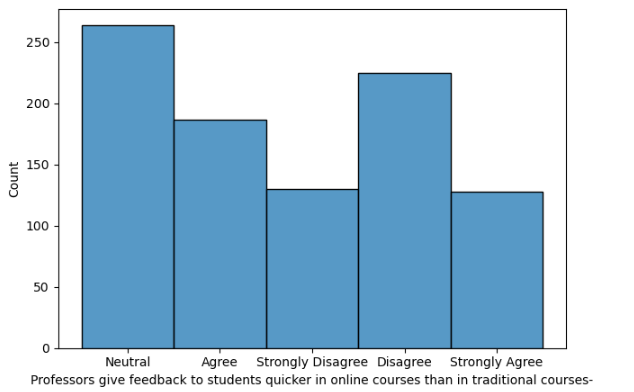 250
200
150
100
50
0
Count
Neutral Agree Strongly Disagree Disagree Strongly Agree
Professors give feedback to students quicker in online courses than in traditional courses-